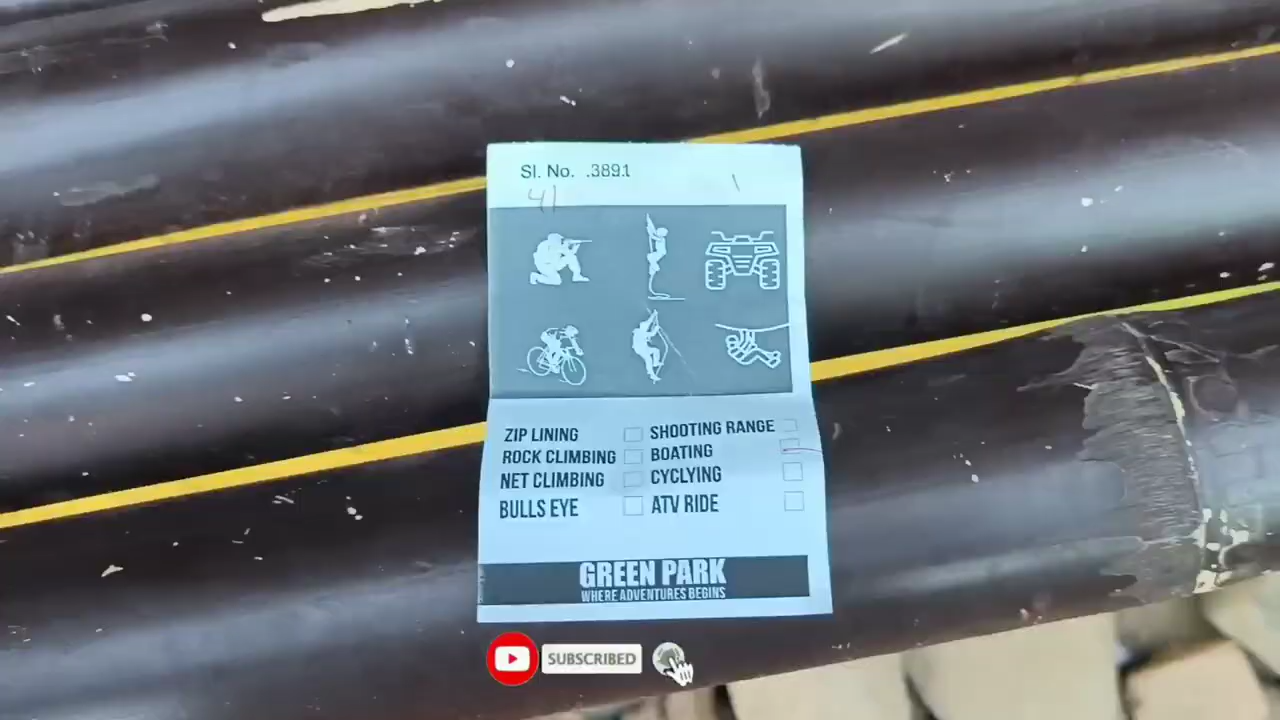 Sl. No. .3891
41
ZIP LINING SHOOTING RANGE
ROCK CLIMBING BOATING
NET CLIMBING CYCLYING
BULLS EYE ATV RIDE
GREEN PARK
WHERE ADVENTURES BEGINS
SUBSCRIBED